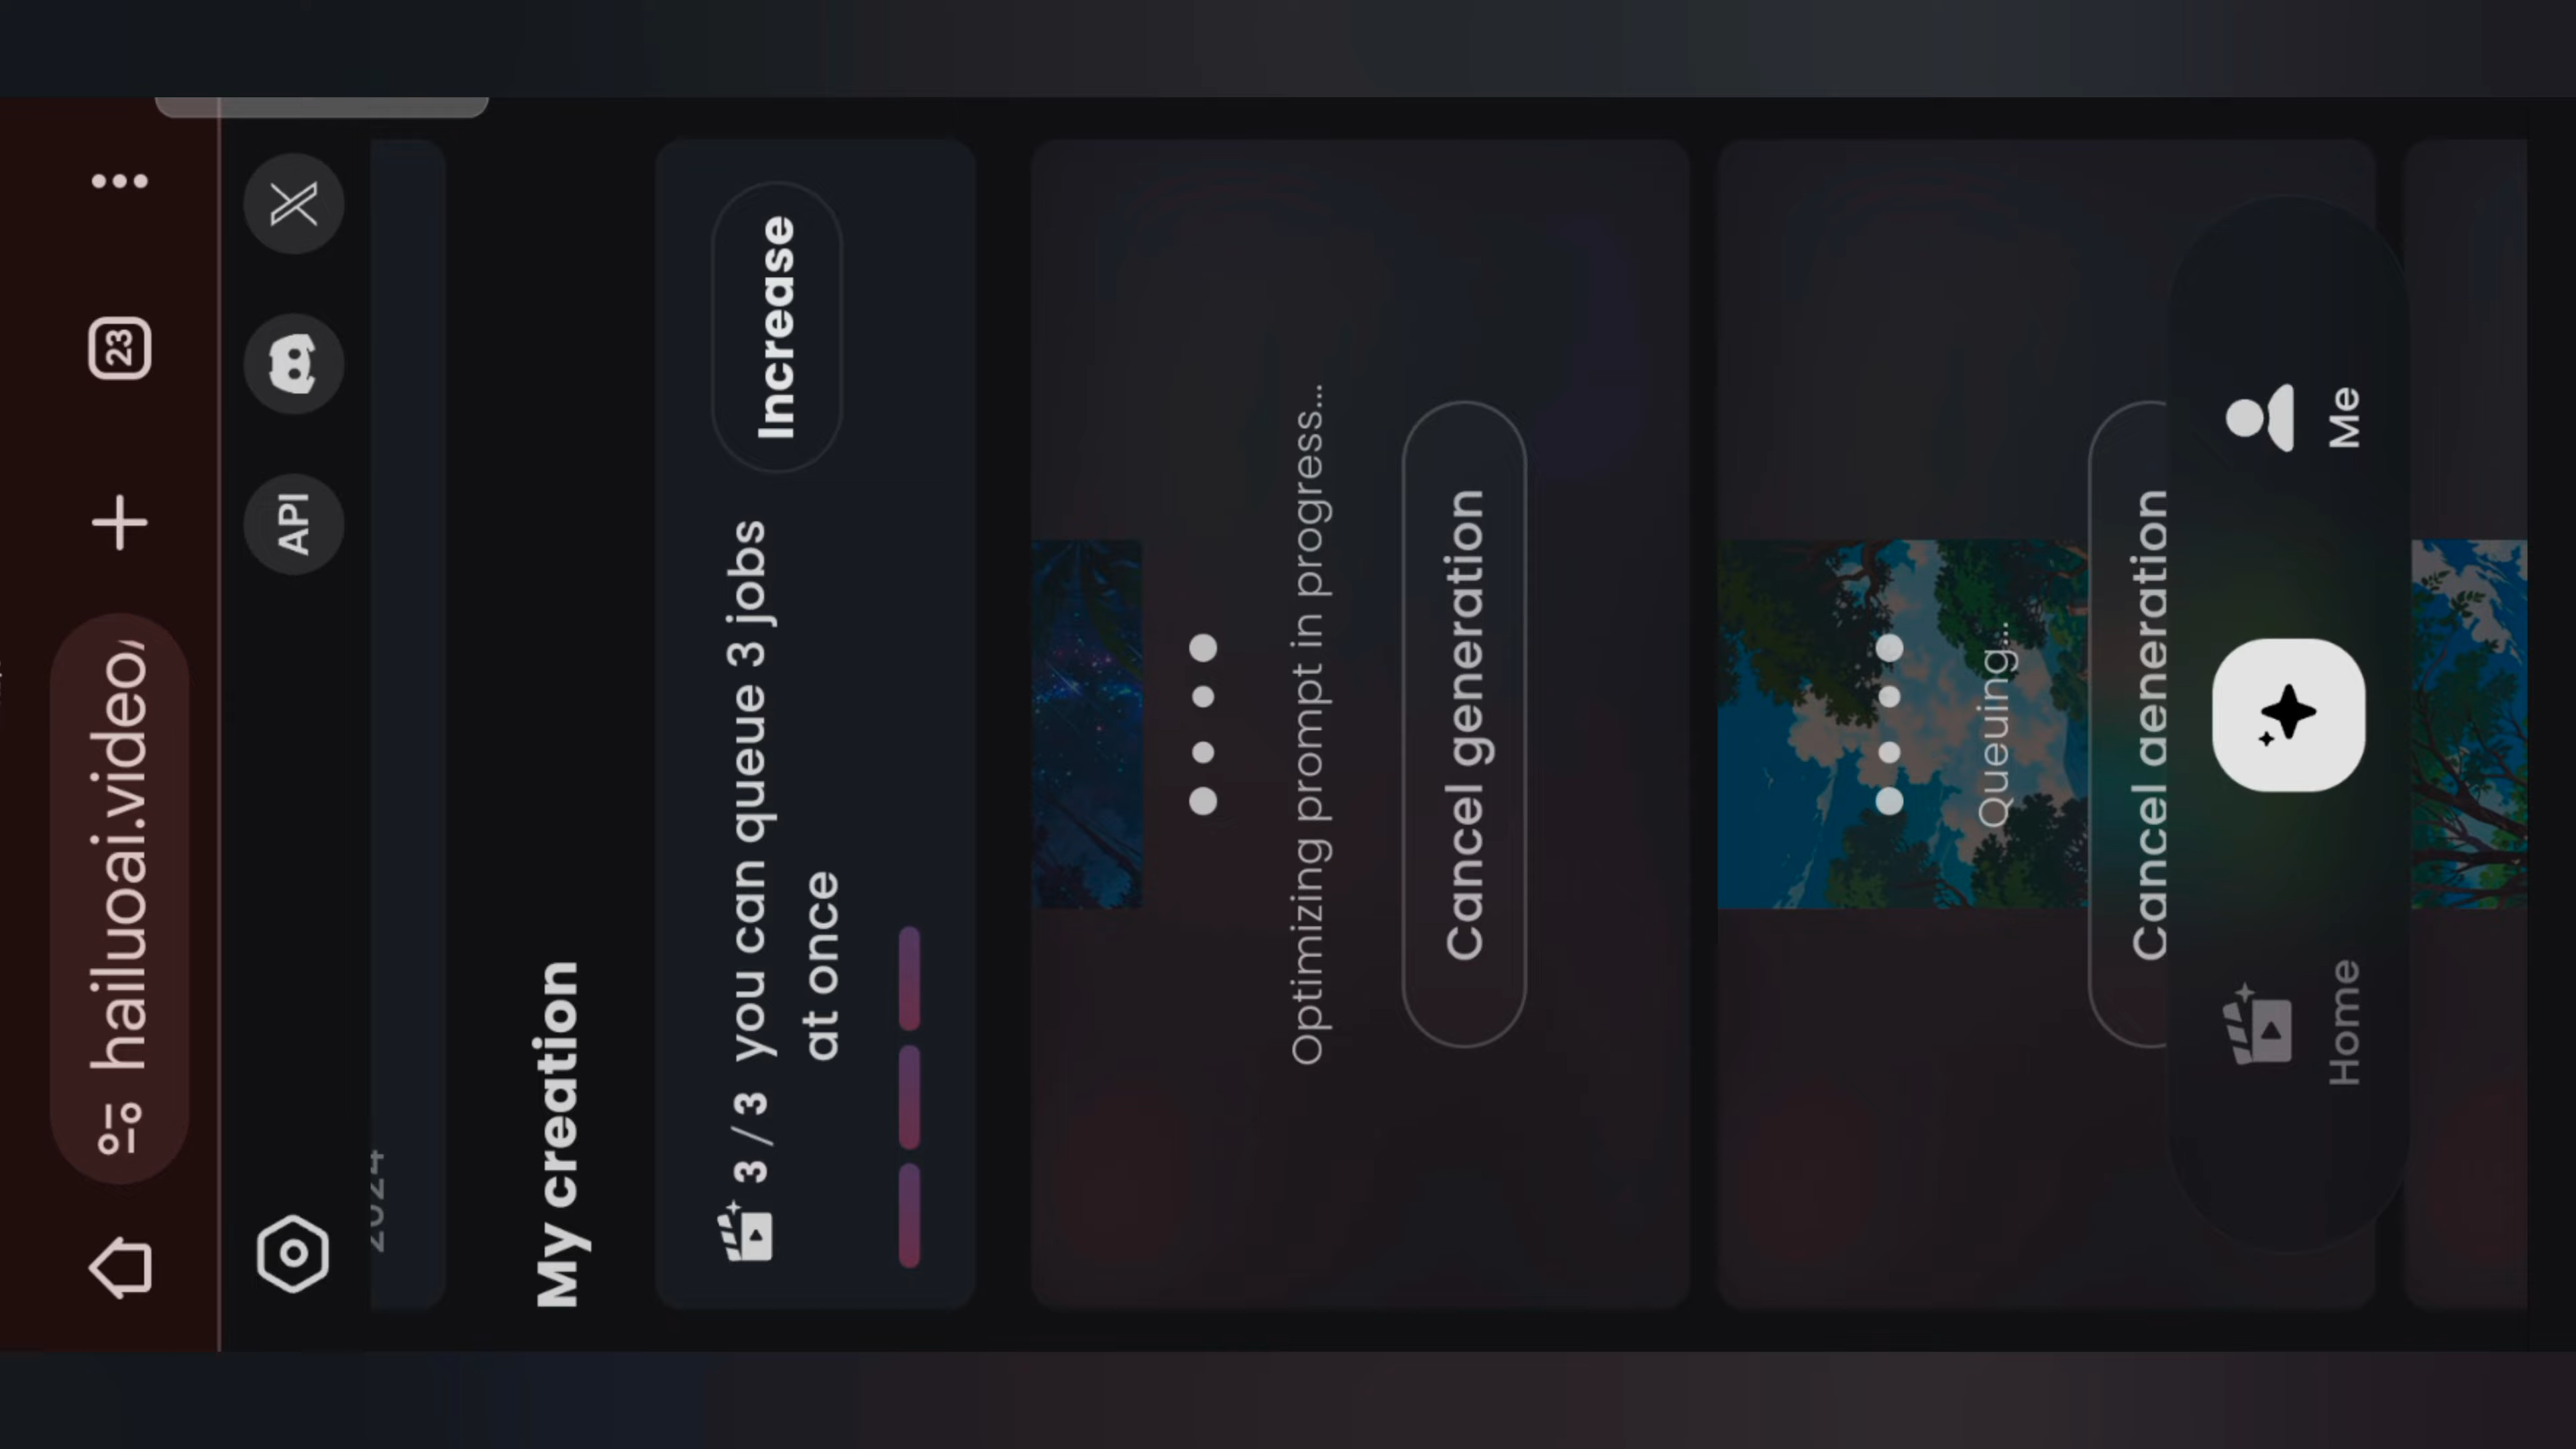 hailuoai.video/
23
API
2024
My creation
3 / 3 you can queue 3 jobs
at once
Increase
Optimizing prompt in progress...
Cancel generation
Queuing...
Cancel generation
Home
Me